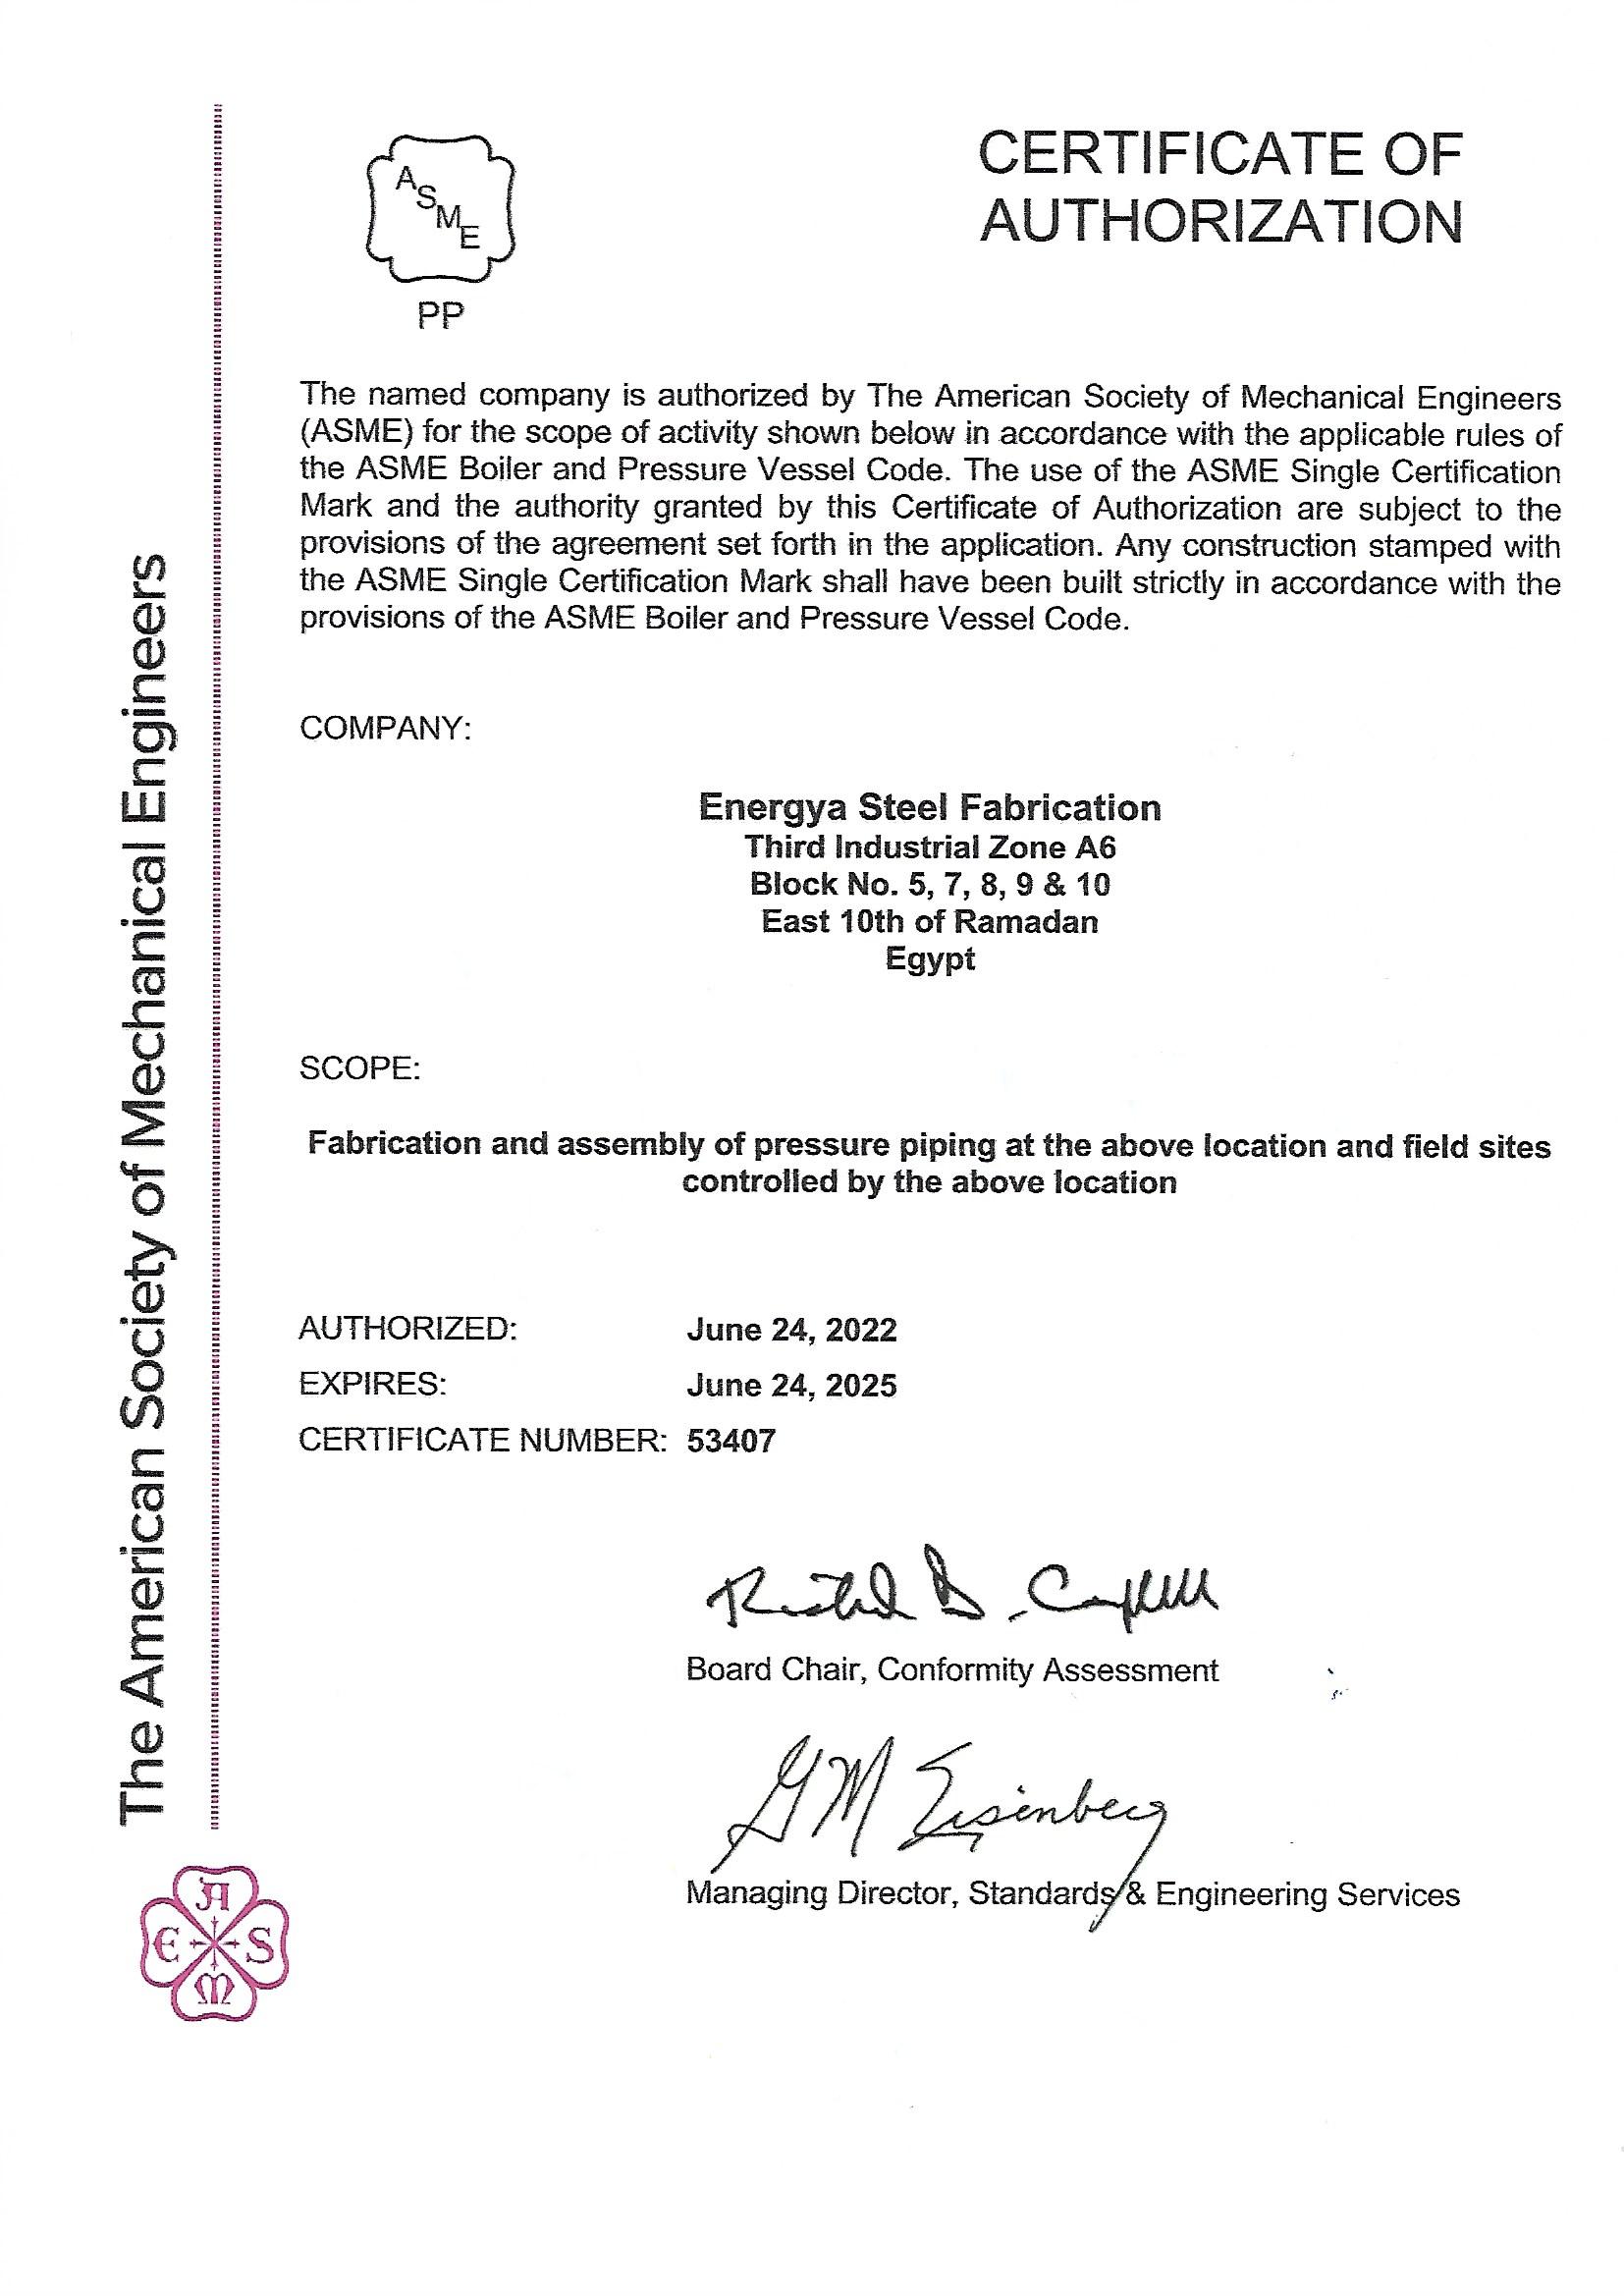 The American Society of Mechanical Engineers
A
S
M
E
PP
CERTIFICATE OF
AUTHORIZATION
The named company is authorized by The American Society of Mechanical Engineers
(ASME) for the scope of activity shown below in accordance with the applicable rules of
the ASME Boiler and Pressure Vessel Code. The use of the ASME Single Certification
Mark and the authority granted by this Certificate of Authorization are subject to the
provisions of the agreement set forth in the application. Any construction stamped with
the ASME Single Certification Mark shall have been built strictly in accordance with the
provisions of the ASME Boiler and Pressure Vessel Code.
COMPANY:
Energya Steel Fabrication
Third Industrial Zone A6
Block No. 5, 7, 8, 9 & 10
East 10th of Ramadan
Egypt
SCOPE:
Fabrication and assembly of pressure piping at the above location and field sites
controlled by the above location
AUTHORIZED: June 24, 2022
EXPIRES: June 24, 2025
CERTIFICATE NUMBER: 53407
Board Chair, Conformity Assessment
G M Eisenberg
Managing Director, Standards & Engineering Services
A
E S
M